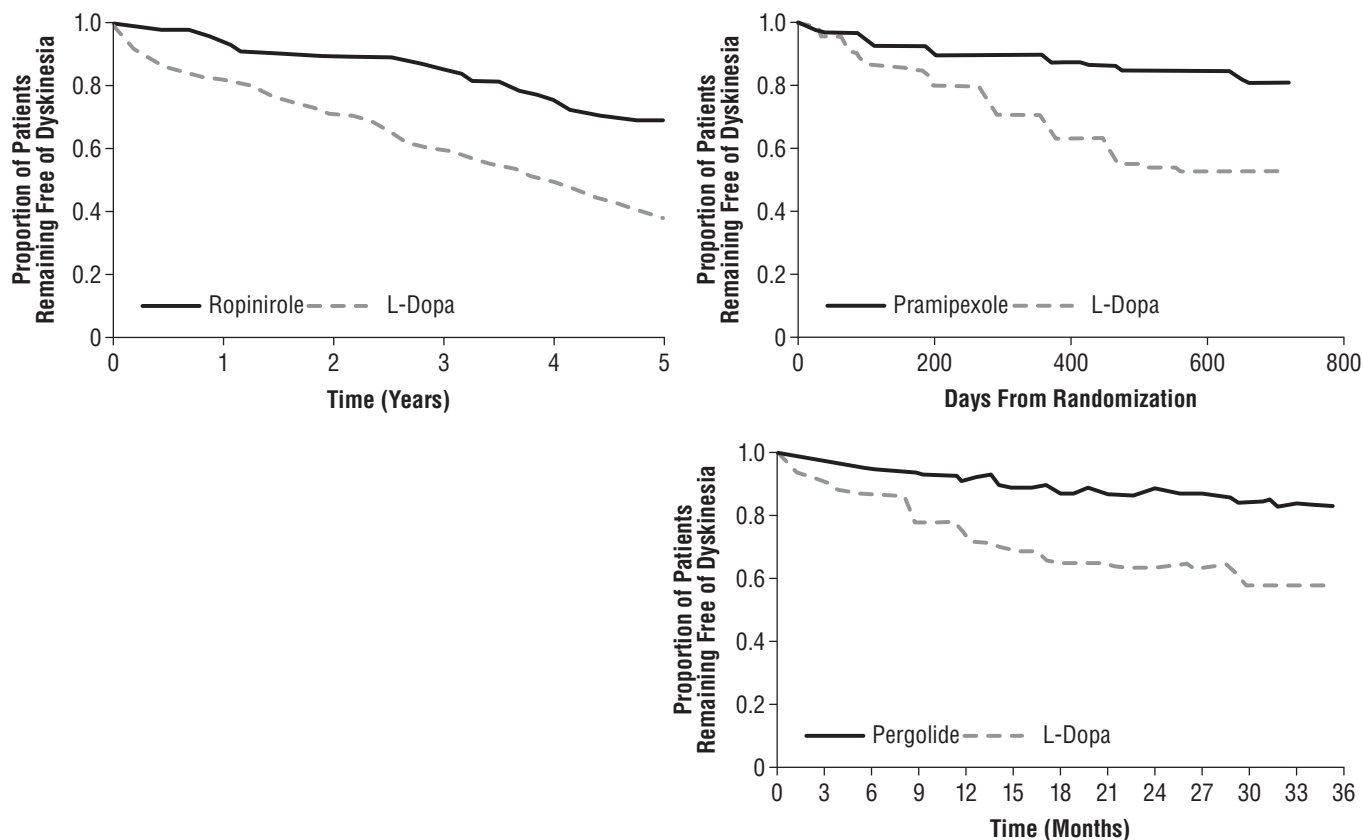 Proportion of Patients
Remaining Free of Dyskinesia
1.0
0.8
0.6
0.4
0.2
0
Ropinirole L-Dopa
0 1 2 3 4 5
Time (Years)
Proportion of Patients
Remaining Free of Dyskinesia
1.0
0.8
0.6
0.4
0.2
0
Pramipexole L-Dopa
0 200 400 600 800
Days From Randomization
Proportion of Patients
Remaining Free of Dyskinesia
1.0
0.8
0.6
0.4
0.2
0
Pergolide L-Dopa
0 3 6 9 12 15 18 21 24 27 30 33 36
Time (Months)